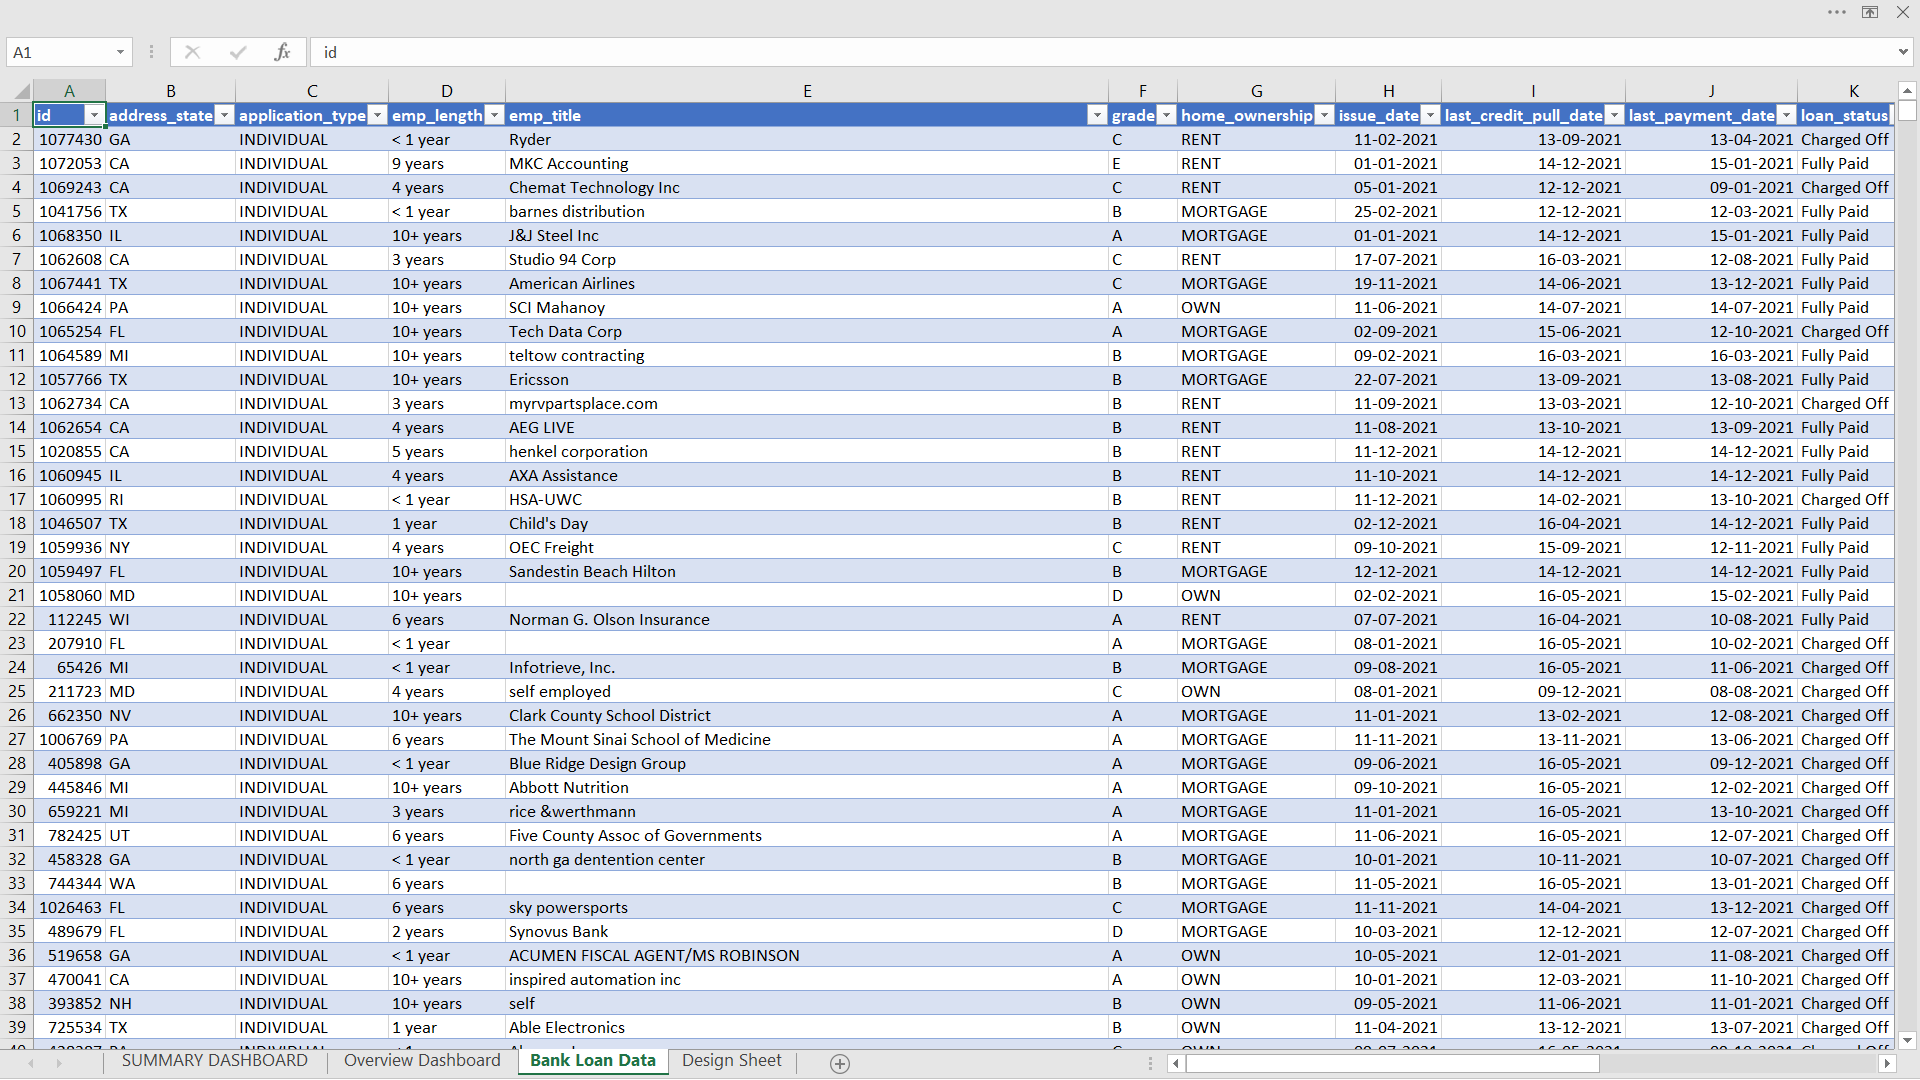 A1 fx id
A B C D E F G H I J K
1 id address_state application_type emp_length emp_title grade home_ownership issue_date last_credit_pull_date last_payment_date loan_status
2 1077430 GA INDIVIDUAL < 1 year Ryder C RENT 11-02-2021 13-09-2021 13-04-2021 Charged Off
3 1072053 CA INDIVIDUAL 9 years MKC Accounting E RENT 01-01-2021 14-12-2021 15-01-2021 Fully Paid
4 1069243 CA INDIVIDUAL 4 years Chemat Technology Inc C RENT 05-01-2021 12-12-2021 09-01-2021 Charged Off
5 1041756 TX INDIVIDUAL < 1 year barnes distribution B MORTGAGE 25-02-2021 12-12-2021 12-03-2021 Fully Paid
6 1068350 IL INDIVIDUAL 10+ years J&J Steel Inc A MORTGAGE 01-01-2021 14-12-2021 15-01-2021 Fully Paid
7 1062608 CA INDIVIDUAL 3 years Studio 94 Corp C RENT 17-07-2021 16-03-2021 12-08-2021 Fully Paid
8 1067441 TX INDIVIDUAL 10+ years American Airlines C MORTGAGE 19-11-2021 14-06-2021 13-12-2021 Fully Paid
9 1066424 PA INDIVIDUAL 10+ years SCI Mahanoy A OWN 11-06-2021 14-07-2021 14-07-2021 Fully Paid
10 1065254 FL INDIVIDUAL 10+ years Tech Data Corp A MORTGAGE 02-09-2021 15-06-2021 12-10-2021 Charged Off
11 1064589 MI INDIVIDUAL 10+ years teltow contracting B MORTGAGE 09-02-2021 16-03-2021 16-03-2021 Fully Paid
12 1057766 TX INDIVIDUAL 10+ years Ericsson B MORTGAGE 22-07-2021 13-09-2021 13-08-2021 Fully Paid
13 1062734 CA INDIVIDUAL 3 years myrvpartsplace.com B RENT 11-09-2021 13-03-2021 12-10-2021 Charged Off
14 1062654 CA INDIVIDUAL 4 years AEG LIVE B RENT 11-08-2021 13-10-2021 13-09-2021 Fully Paid
15 1020855 CA INDIVIDUAL 5 years henkel corporation B RENT 11-12-2021 14-12-2021 14-12-2021 Fully Paid
16 1060945 IL INDIVIDUAL 4 years AXA Assistance B RENT 11-10-2021 14-12-2021 14-12-2021 Fully Paid
17 1060995 RI INDIVIDUAL < 1 year HSA-UWC B RENT 11-12-2021 14-02-2021 13-10-2021 Charged Off
18 1046507 TX INDIVIDUAL 1 year Child's Day B RENT 02-12-2021 16-04-2021 14-12-2021 Fully Paid
19 1059936 NY INDIVIDUAL 4 years OEC Freight C RENT 09-10-2021 15-09-2021 12-11-2021 Fully Paid
20 1059497 FL INDIVIDUAL 10+ years Sandestin Beach Hilton B MORTGAGE 12-12-2021 14-12-2021 14-12-2021 Fully Paid
21 1058060 MD INDIVIDUAL 10+ years D OWN 02-02-2021 16-05-2021 15-02-2021 Fully Paid
22 112245 WI INDIVIDUAL 6 years Norman G. Olson Insurance A RENT 07-07-2021 16-04-2021 10-08-2021 Fully Paid
23 207910 FL INDIVIDUAL < 1 year A MORTGAGE 08-01-2021 16-05-2021 10-02-2021 Charged Off
24 65426 MI INDIVIDUAL < 1 year Infotrieve, Inc. B MORTGAGE 09-08-2021 16-05-2021 11-06-2021 Charged Off
25 211723 MD INDIVIDUAL 4 years self employed C OWN 08-01-2021 09-12-2021 08-08-2021 Charged Off
26 662350 NV INDIVIDUAL 10+ years Clark County School District A MORTGAGE 11-01-2021 13-02-2021 12-08-2021 Charged Off
27 1006769 PA INDIVIDUAL 6 years The Mount Sinai School of Medicine A MORTGAGE 11-11-2021 13-11-2021 13-06-2021 Charged Off
28 405898 GA INDIVIDUAL < 1 year Blue Ridge Design Group A MORTGAGE 09-06-2021 16-05-2021 09-12-2021 Charged Off
29 445846 MI INDIVIDUAL 10+ years Abbott Nutrition A MORTGAGE 09-10-2021 16-05-2021 12-02-2021 Charged Off
30 659221 MI INDIVIDUAL 3 years rice &werthmann A MORTGAGE 11-01-2021 16-05-2021 13-10-2021 Charged Off
31 782425 UT INDIVIDUAL 6 years Five County Assoc of Governments A MORTGAGE 11-06-2021 16-05-2021 12-07-2021 Charged Off
32 458328 GA INDIVIDUAL < 1 year north ga dentention center B MORTGAGE 10-01-2021 10-11-2021 10-07-2021 Charged Off
33 744344 WA INDIVIDUAL 6 years B MORTGAGE 11-05-2021 16-05-2021 13-01-2021 Charged Off
34 1026463 FL INDIVIDUAL 6 years sky powersports C MORTGAGE 11-11-2021 14-04-2021 13-12-2021 Charged Off
35 489679 FL INDIVIDUAL 2 years Synovus Bank D MORTGAGE 10-03-2021 12-12-2021 12-07-2021 Charged Off
36 519658 GA INDIVIDUAL < 1 year ACUMEN FISCAL AGENT/MS ROBINSON A OWN 10-05-2021 12-01-2021 11-08-2021 Charged Off
37 470041 CA INDIVIDUAL 10+ years inspired automation inc A OWN 10-01-2021 12-03-2021 11-10-2021 Charged Off
38 393852 NH INDIVIDUAL 10+ years self B OWN 09-05-2021 11-06-2021 11-01-2021 Charged Off
39 725534 TX INDIVIDUAL 1 year Able Electronics B OWN 11-04-2021 13-12-2021 13-07-2021 Charged Off
SUMMARY DASHBOARD Overview Dashboard Bank Loan Data Design Sheet